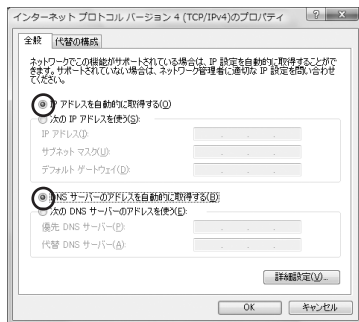 インターネット プロトコル バージョン 4 (TCP/IPv4)のプロパティ
全般 代替の構成
ネットワークでこの機能がサポートされている場合は、IP 設定を自動的に取得することがで
きます。サポートされていない場合は、ネットワーク管理者に適切な IP 設定を問い合わせ
てください。
IP アドレスを自動的に取得する(O)
次の IP アドレスを使う(S):
IP アドレス(I):
サブネット マスク(U):
デフォルト ゲートウェイ(D):
DNS サーバーのアドレスを自動的に取得する(B)
次の DNS サーバーのアドレスを使う(E):
優先 DNS サーバー(P):
代替 DNS サーバー(A):
詳細設定(V)...
OK キャンセル